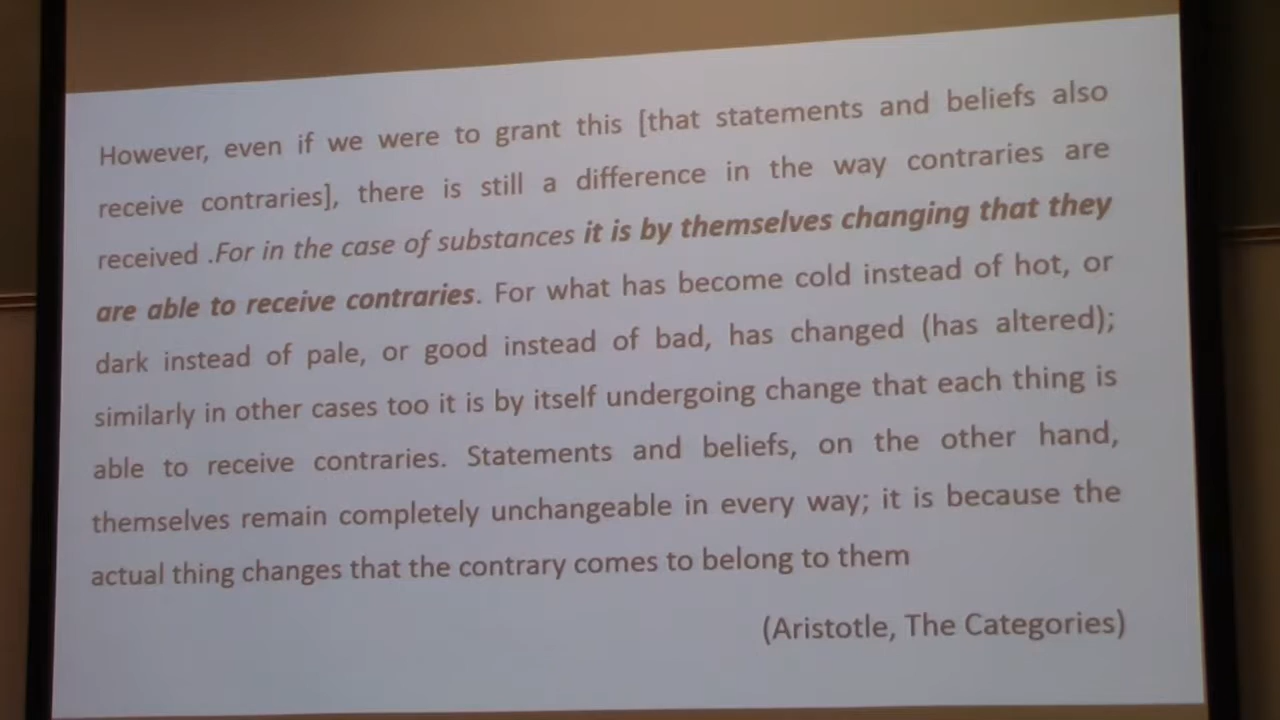 However, even if we were to grant this [that statements and beliefs also
receive contraries], there is still a difference in the way contraries are
received .For in the case of substances it is by themselves changing that they
are able to receive contraries. For what has become cold instead of hot, or
dark instead of pale, or good instead of bad, has changed (has altered);
similarly in other cases too it is by itself undergoing change that each thing is
able to receive contraries. Statements and beliefs, on the other hand,
themselves remain completely unchangeable in every way; it is because the
actual thing changes that the contrary comes to belong to them
(Aristotle, The Categories)